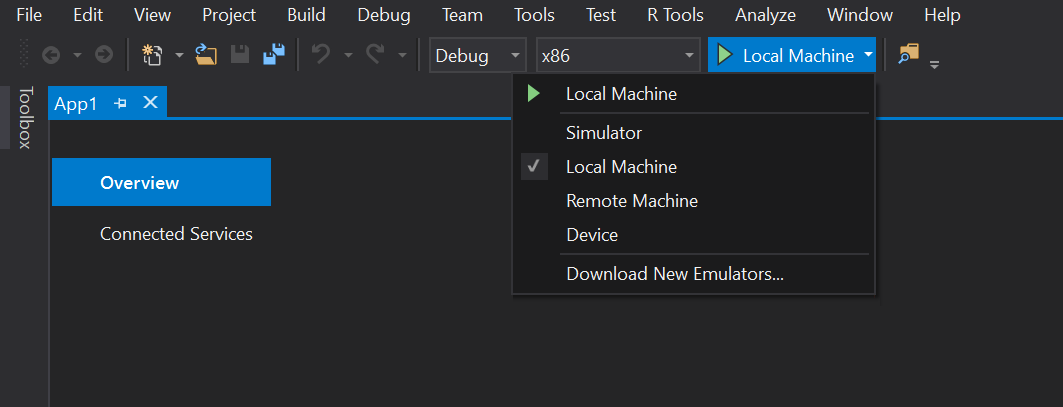 File Edit View Project Build Debug Team Tools Test R Tools Analyze Window Help
Debug x86 Local Machine
Toolbox
App1
Overview
Connected Services
Local Machine
Simulator
Local Machine
Remote Machine
Device
Download New Emulators...